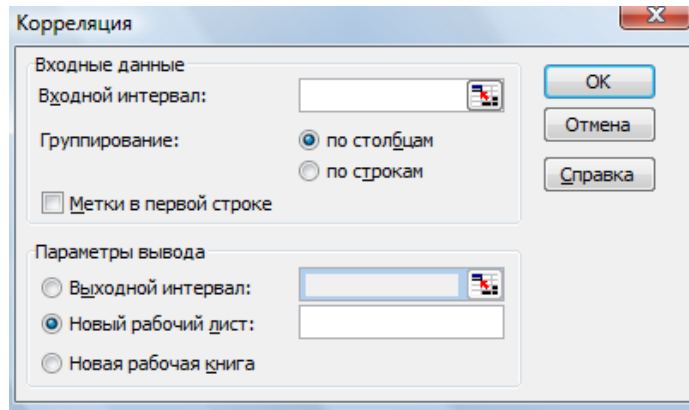 Корреляция
Входные данные
Входной интервал:
Группирование:
по столбцам
по строкам
Метки в первой строке
Параметры вывода
Выходной интервал:
Новый рабочий лист:
Новая рабочая книга
ОК
Отмена
Справка